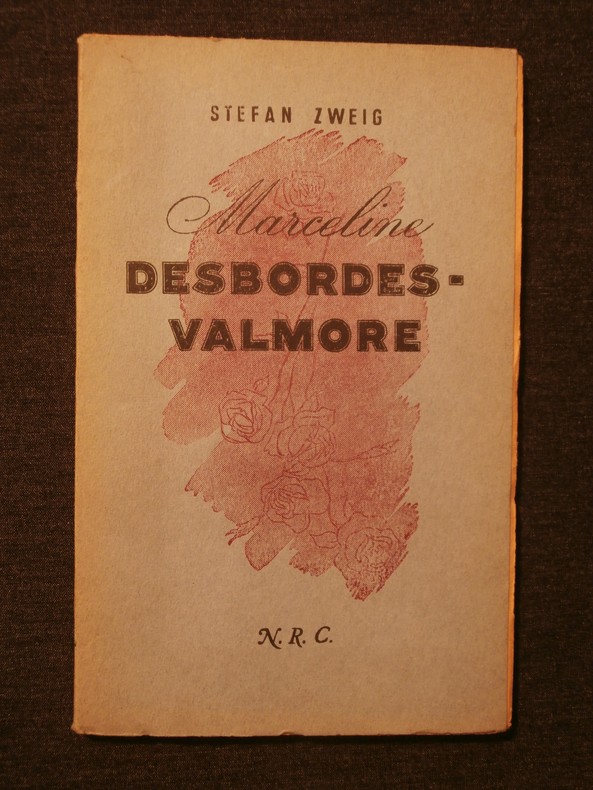 STEFAN ZWEIG
Marceline
DESBORDES-
VALMORE
N. R. C.